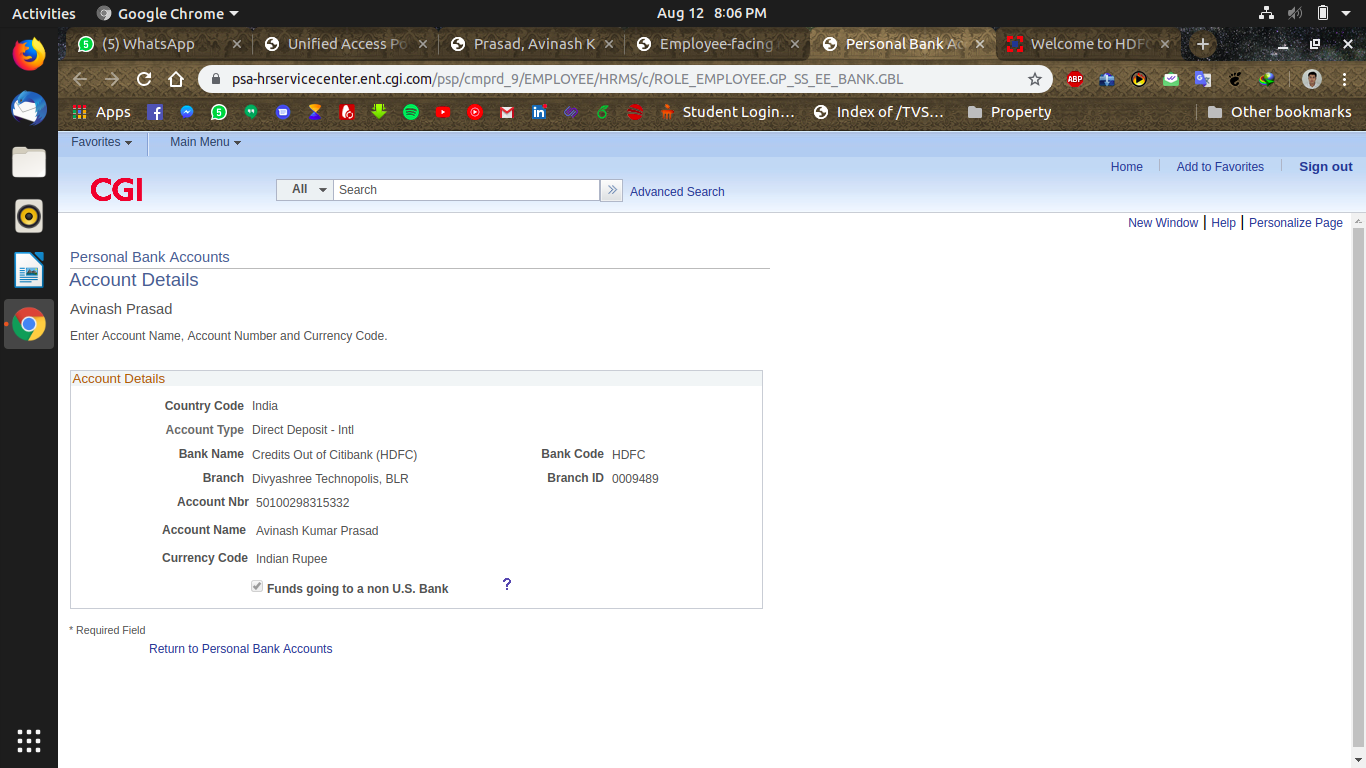 Activities Google Chrome Aug 12 8:06 PM
(5) WhatsApp Unified Access Po Prasad, Avinash K Employee-facing Personal Bank Ac Welcome to HDFC
psa-hrservicecenter.ent.cgi.com/psp/cmprd_9/EMPLOYEE/HRMS/c/ROLE_EMPLOYEE.GP_SS_EE_BANK.GBL ABP
Apps Student Login... Index of /TVS... Property Other bookmarks
Favorites Main Menu
Home Add to Favorites Sign out
CGI All Search Advanced Search
New Window Help Personalize Page
Personal Bank Accounts
Account Details
Avinash Prasad
Enter Account Name, Account Number and Currency Code.
Account Details
Country Code India
Account Type Direct Deposit - Intl
Bank Name Credits Out of Citibank (HDFC) Bank Code HDFC
Branch Divyashree Technopolis, BLR Branch ID 0009489
Account Nbr 50100298315332
Account Name Avinash Kumar Prasad
Currency Code Indian Rupee
Funds going to a non U.S. Bank ?
* Required Field
Return to Personal Bank Accounts